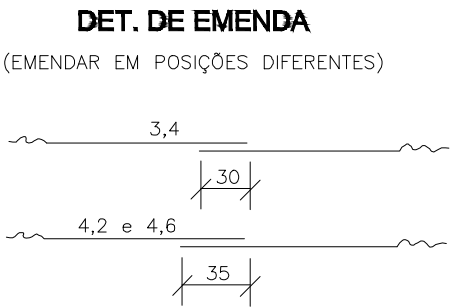 DET. DE EMENDA
(EMENDAR EM POSIÇÕES DIFERENTES)
3,4
30
4,2 e 4,6
35